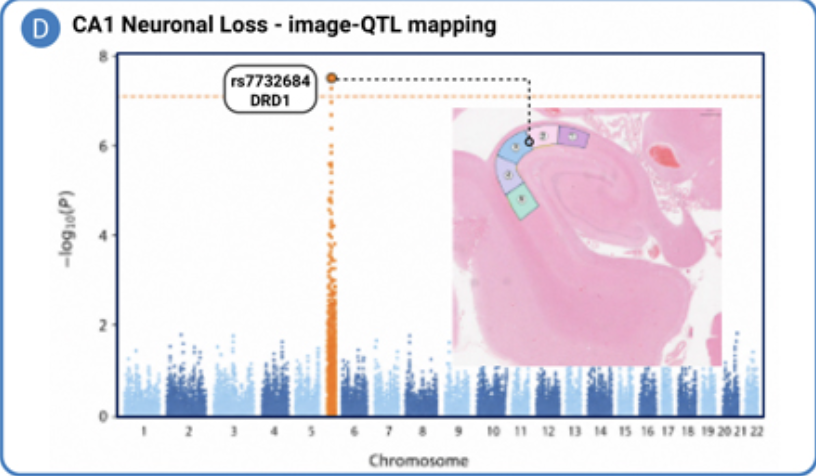 D CA1 Neuronal Loss - image-QTL mapping
8
rs7732684
DRD1
6
4
2
0
−log₁₀(P)
2
1 2 3 4 5 6 7 8 9 10 11 12 13 14 15 16 17 18 19 20 21 22
Chromosome